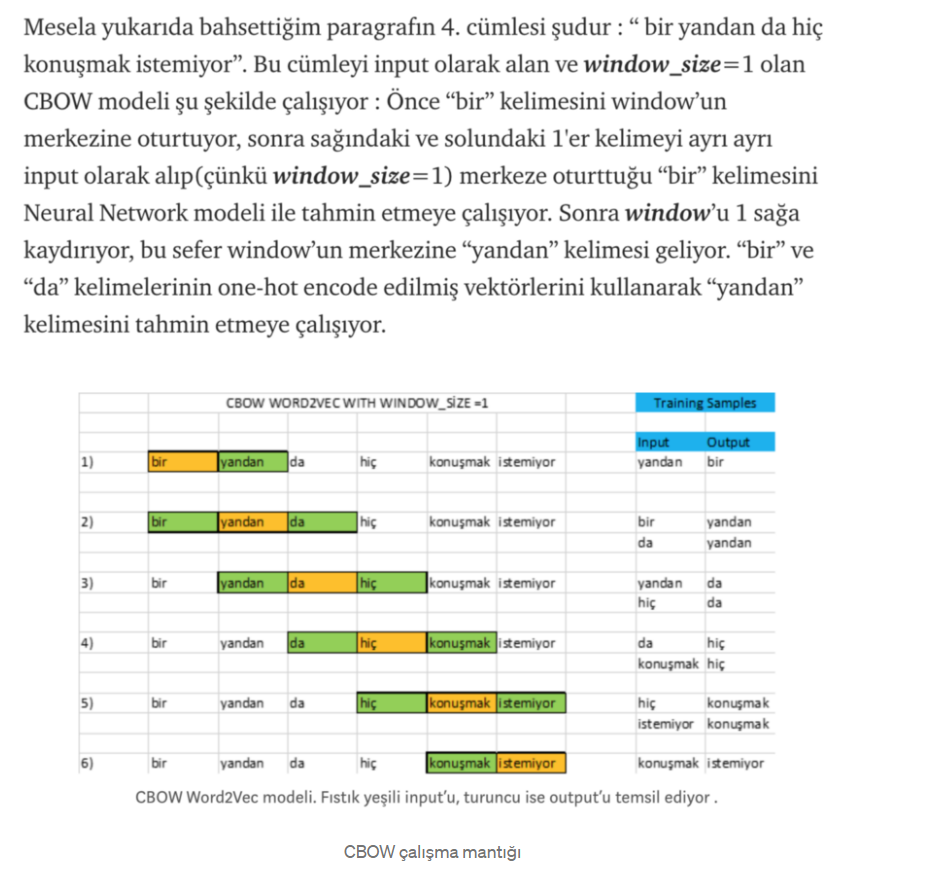 Mesela yukarıda bahsettiğim paragrafın 4. cümlesi şudur : “ bir yandan da hiç
konuşmak istemiyor”. Bu cümleyi input olarak alan ve window_size=1 olan
CBOW modeli şu şekilde çalışıyor : Önce “bir” kelimesini window’un
merkezine oturtuyor, sonra sağındaki ve solundaki 1'er kelimeyi ayrı ayrı
input olarak alıp(çünkü window_size=1) merkeze oturttuğu “bir” kelimesini
Neural Network modeli ile tahmin etmeye çalışıyor. Sonra window’u 1 sağa
kaydırıyor, bu sefer window’un merkezine “yandan” kelimesi geliyor. “bir” ve
“da” kelimelerinin one-hot encode edilmiş vektörlerini kullanarak “yandan”
kelimesini tahmin etmeye çalışıyor.
CBOW WORD2VEC WITH WINDOW_SİZE =1 Training Samples
Input Output
1) bir yandan da hiç konuşmak istemiyor yandan bir
2) bir yandan da hiç konuşmak istemiyor bir yandan
da yandan
3) bir yandan da hiç konuşmak istemiyor yandan da
hiç da
4) bir yandan da hiç konuşmak istemiyor da hiç
konuşmak hiç
5) bir yandan da hiç konuşmak istemiyor hiç konuşmak
istemiyor konuşmak
6) bir yandan da hiç konuşmak istemiyor konuşmak istemiyor
CBOW Word2Vec modeli. Fıstık yeşili input’u, turuncu ise output’u temsil ediyor .
CBOW çalışma mantığı